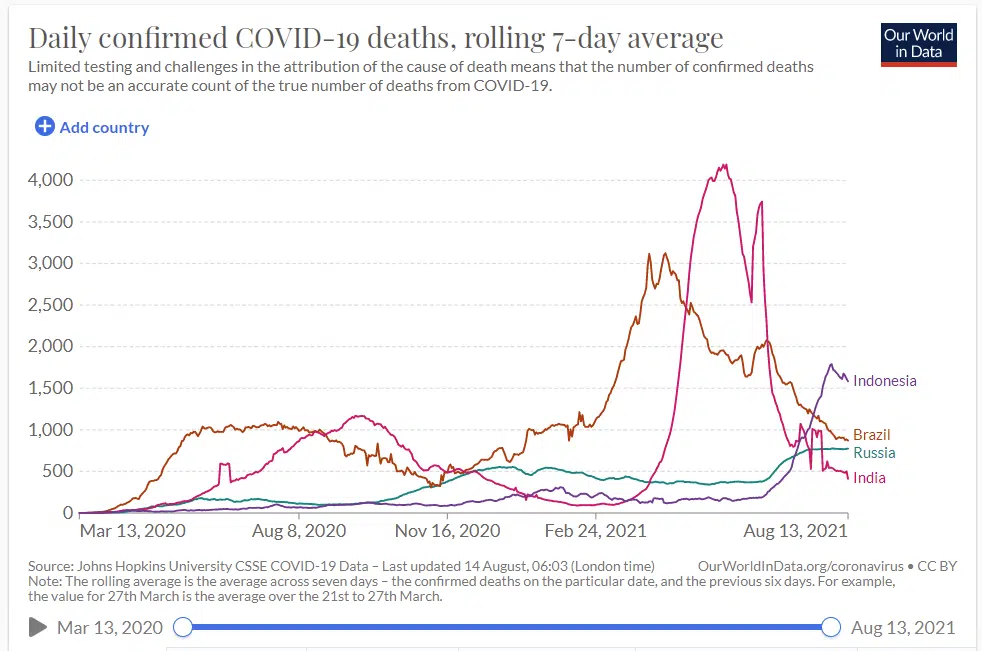 Daily confirmed COVID-19 deaths, rolling 7-day average
Our World
in Data
Limited testing and challenges in the attribution of the cause of death means that the number of confirmed deaths
may not be an accurate count of the true number of deaths from COVID-19.
Add country
4,000
3,500
3,000
2,500
2,000
1,500
1,000
500
0
Indonesia
Brazil
Russia
India
Mar 13, 2020
Aug 8, 2020
Nov 16, 2020
Feb 24, 2021
Aug 13, 2021
Source: Johns Hopkins University CSSE COVID-19 Data – Last updated 14 August, 06:03 (London time)
OurWorldInData.org/coronavirus • CC BY
Note: The rolling average is the average across seven days – the confirmed deaths on the particular date, and the previous six days. For example,
the value for 27th March is the average over the 21st to 27th March.
Mar 13, 2020
Aug 13, 2021